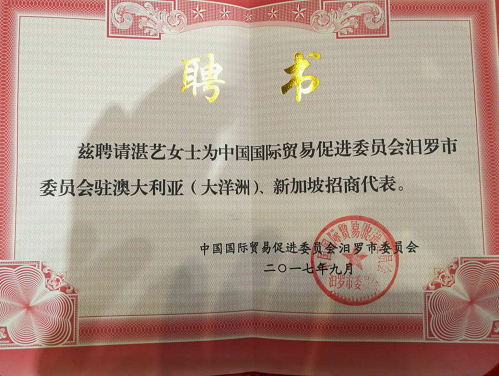 聘书
兹聘请湛艺女士为中国国际贸易促进委员会汨罗市
委员会驻澳大利亚（大洋洲）、新加坡招商代表。
中国国际贸易促进委员会汨罗市委员会
二〇一七年九月